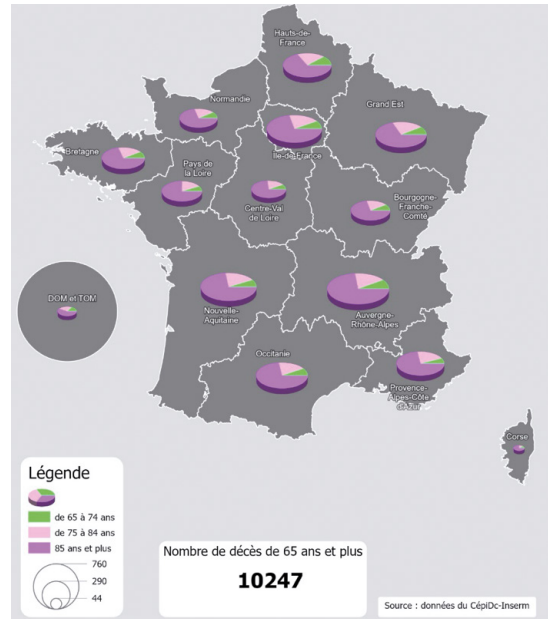 Hauts-de-
France
Normandie
Grand Est
Île-de-France
Bretagne
Pays de
la Loire
Centre-Val
de Loire
Bourgogne-
Franche-
Comté
DOM et TOM
Nouvelle-
Aquitaine
Auvergne-
Rhône-Alpes
Occitanie
Provence-
Alpes-Côte
d'Azur
Corse
Légende
de 65 à 74 ans
de 75 à 84 ans
85 ans et plus
760
290
44
Nombre de décès de 65 ans et plus
10247
Source : données du CépiDc-Inserm